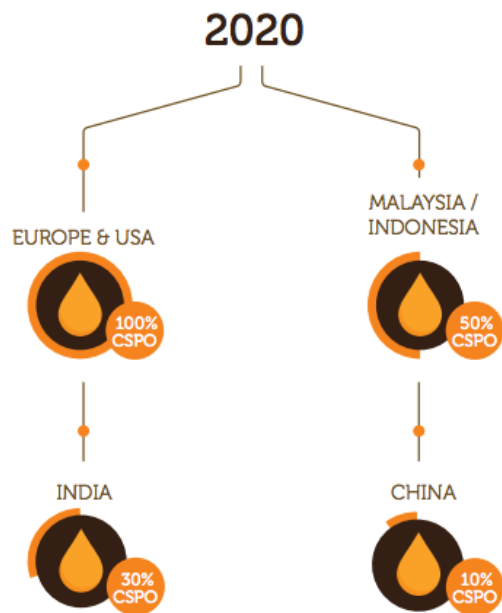 2020
EUROPE & USA
100%
CSPO
MALAYSIA /
INDONESIA
50%
CSPO
INDIA
30%
CSPO
CHINA
10%
CSPO